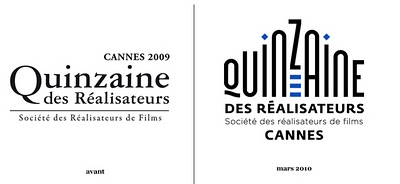 CANNES 2009
Quinzaine
des Réalisateurs
Société des Réalisateurs de Films
avant
QUINZAINE
DES RÉALISATEURS
Société des réalisateurs de films
CANNES
mars 2010